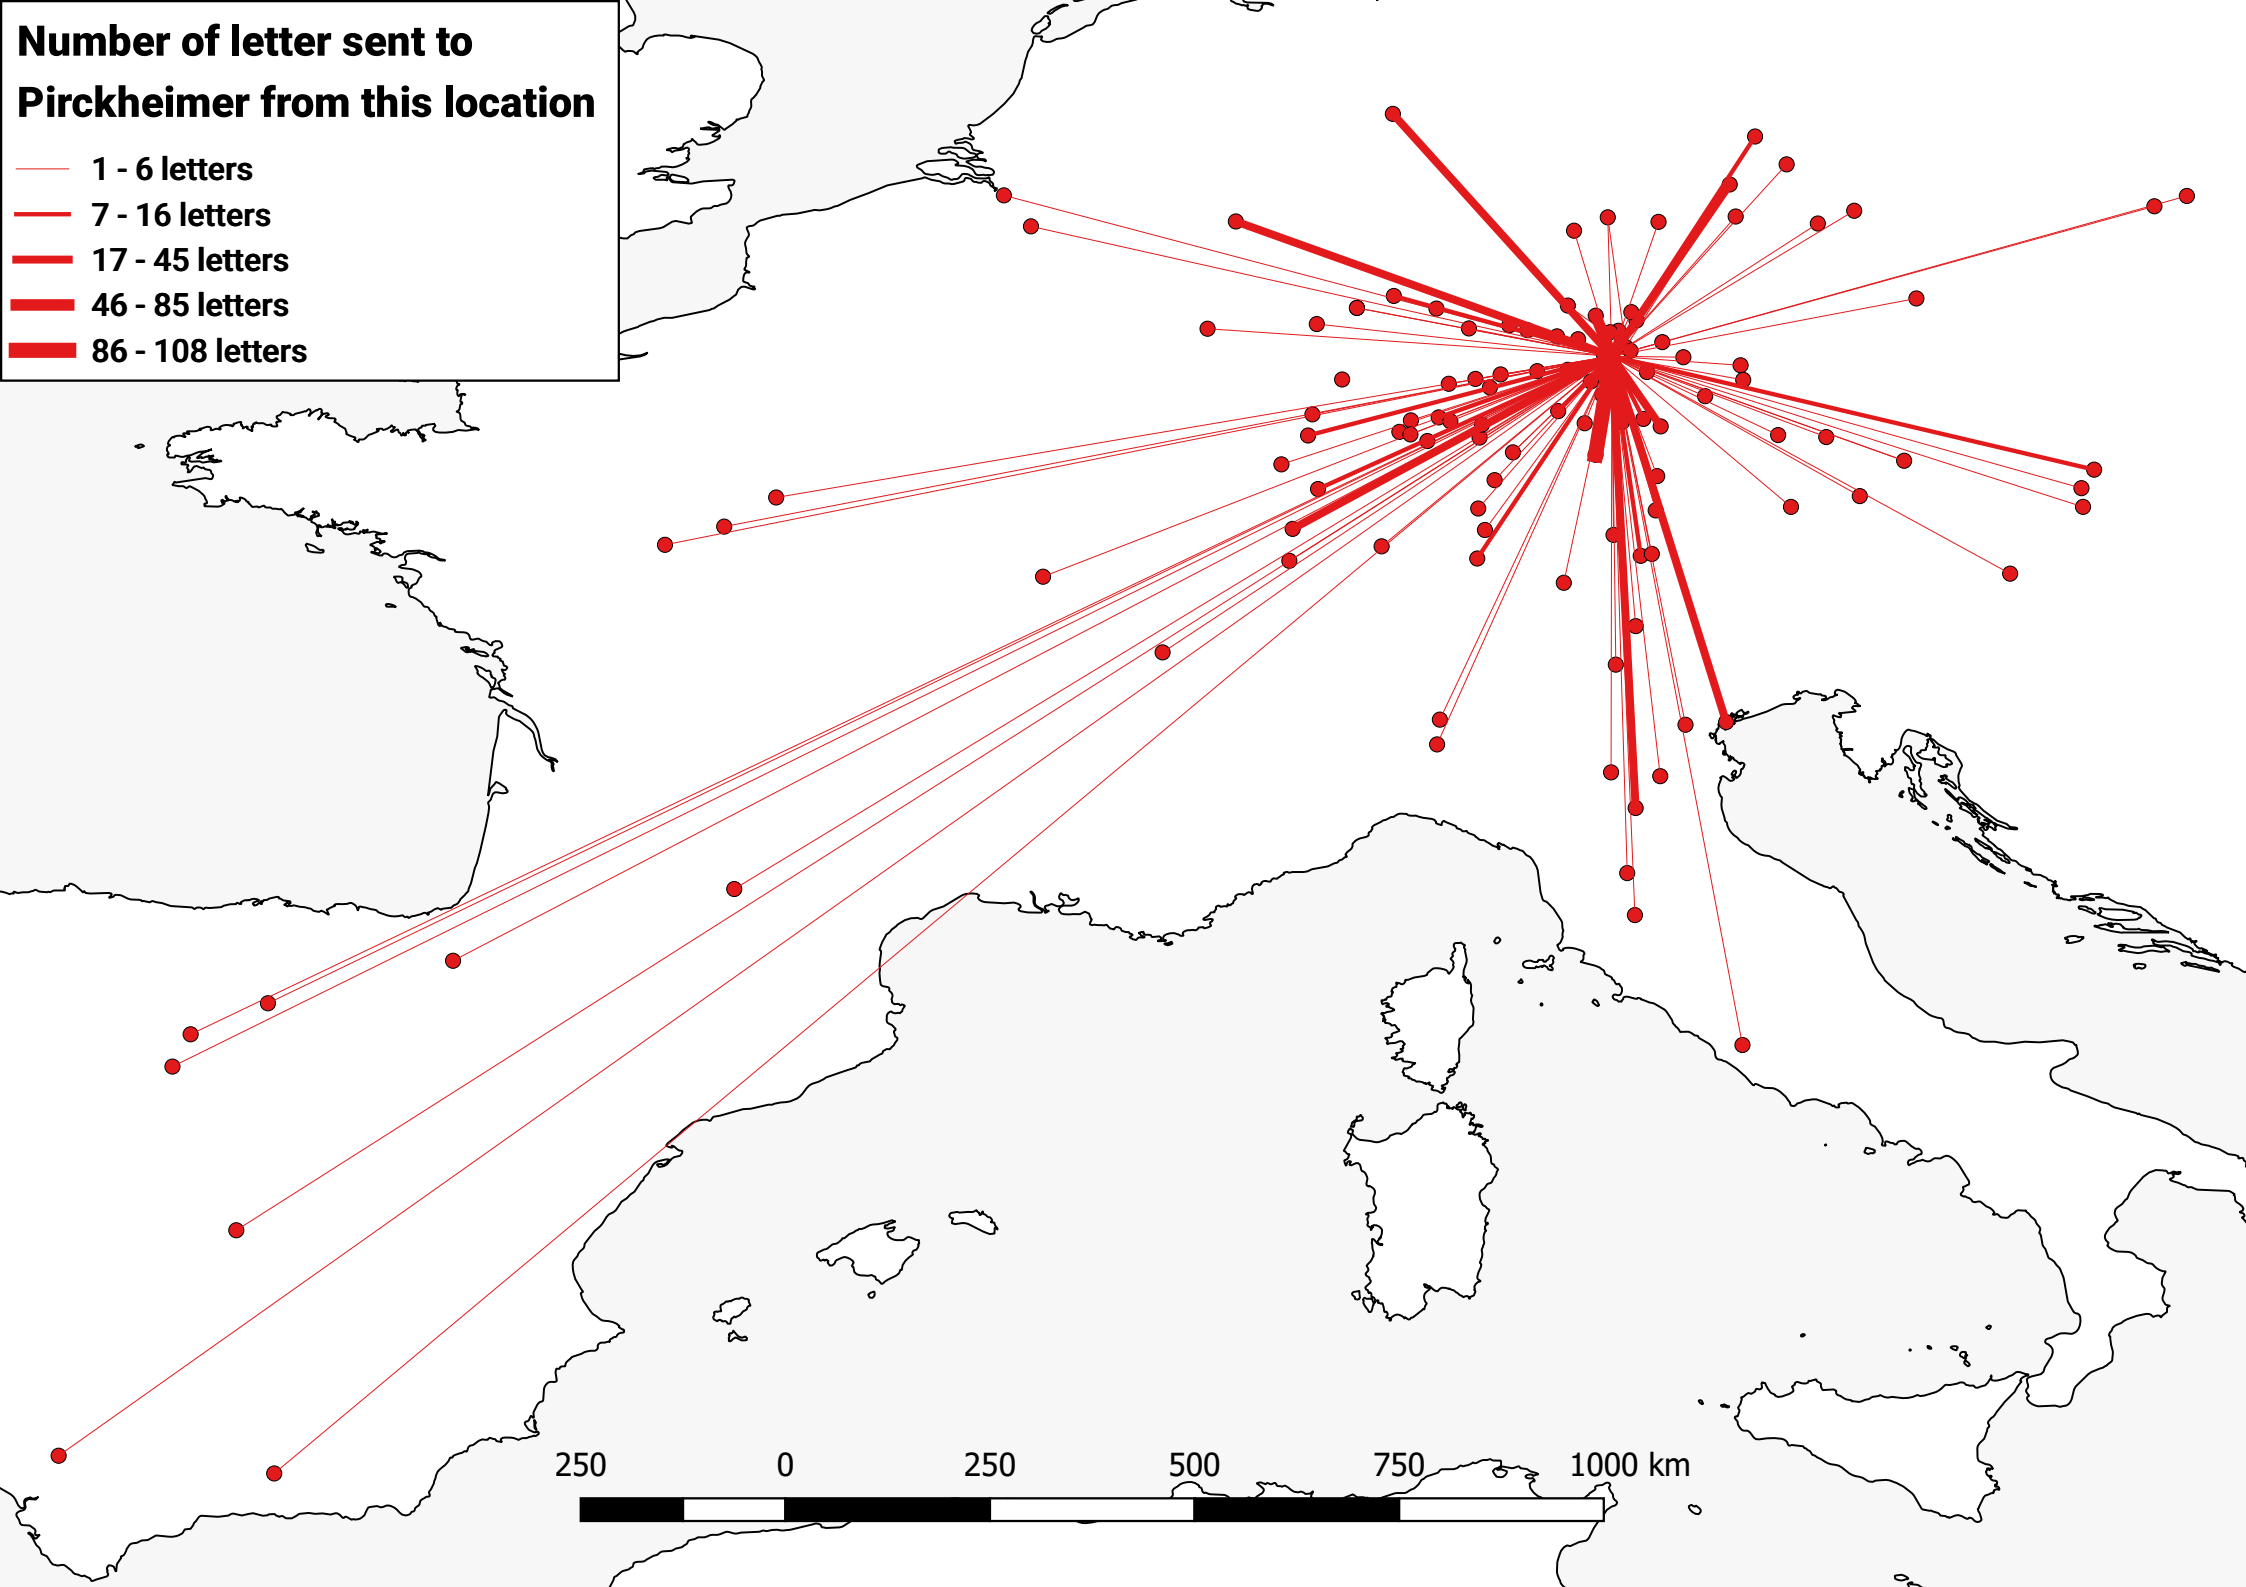 Number of letter sent to
Pirckheimer from this location
1 - 6 letters
7 - 16 letters
17 - 45 letters
46 - 85 letters
86 - 108 letters
250 0 250 500 750 1000 km